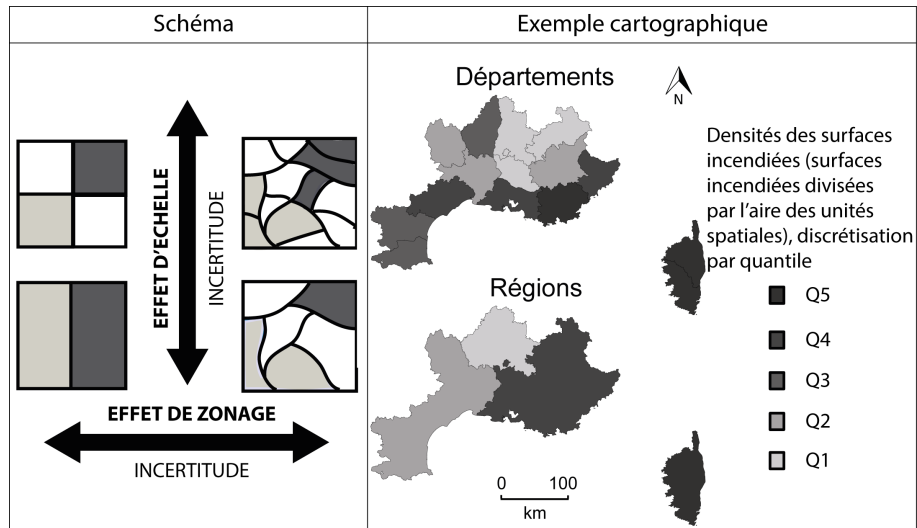 Schéma
Exemple cartographique
EFFET D'ECHELLE
INCERTITUDE
EFFET DE ZONAGE
INCERTITUDE
Départements
N
Régions
0 100
km
Densités des surfaces
incendiées (surfaces
incendiées divisées
par l'aire des unités
spatiales), discrétisation
par quantile
Q5
Q4
Q3
Q2
Q1